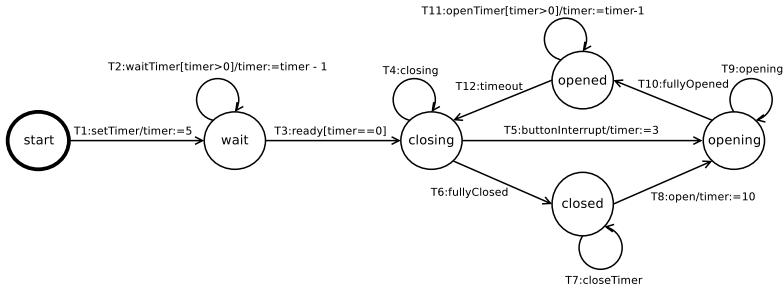 T11:openTimer[timer>0]/timer:=timer-1
T2:waitTimer[timer>0]/timer:=timer - 1
T4:closing
T9:opening
opened
T12:timeout
T10:fullyOpened
start
T1:setTimer/timer:=5
wait
T3:ready[timer==0]
closing
T5:buttonInterrupt/timer:=3
opening
T6:fullyClosed
closed
T8:open/timer:=10
T7:closeTimer